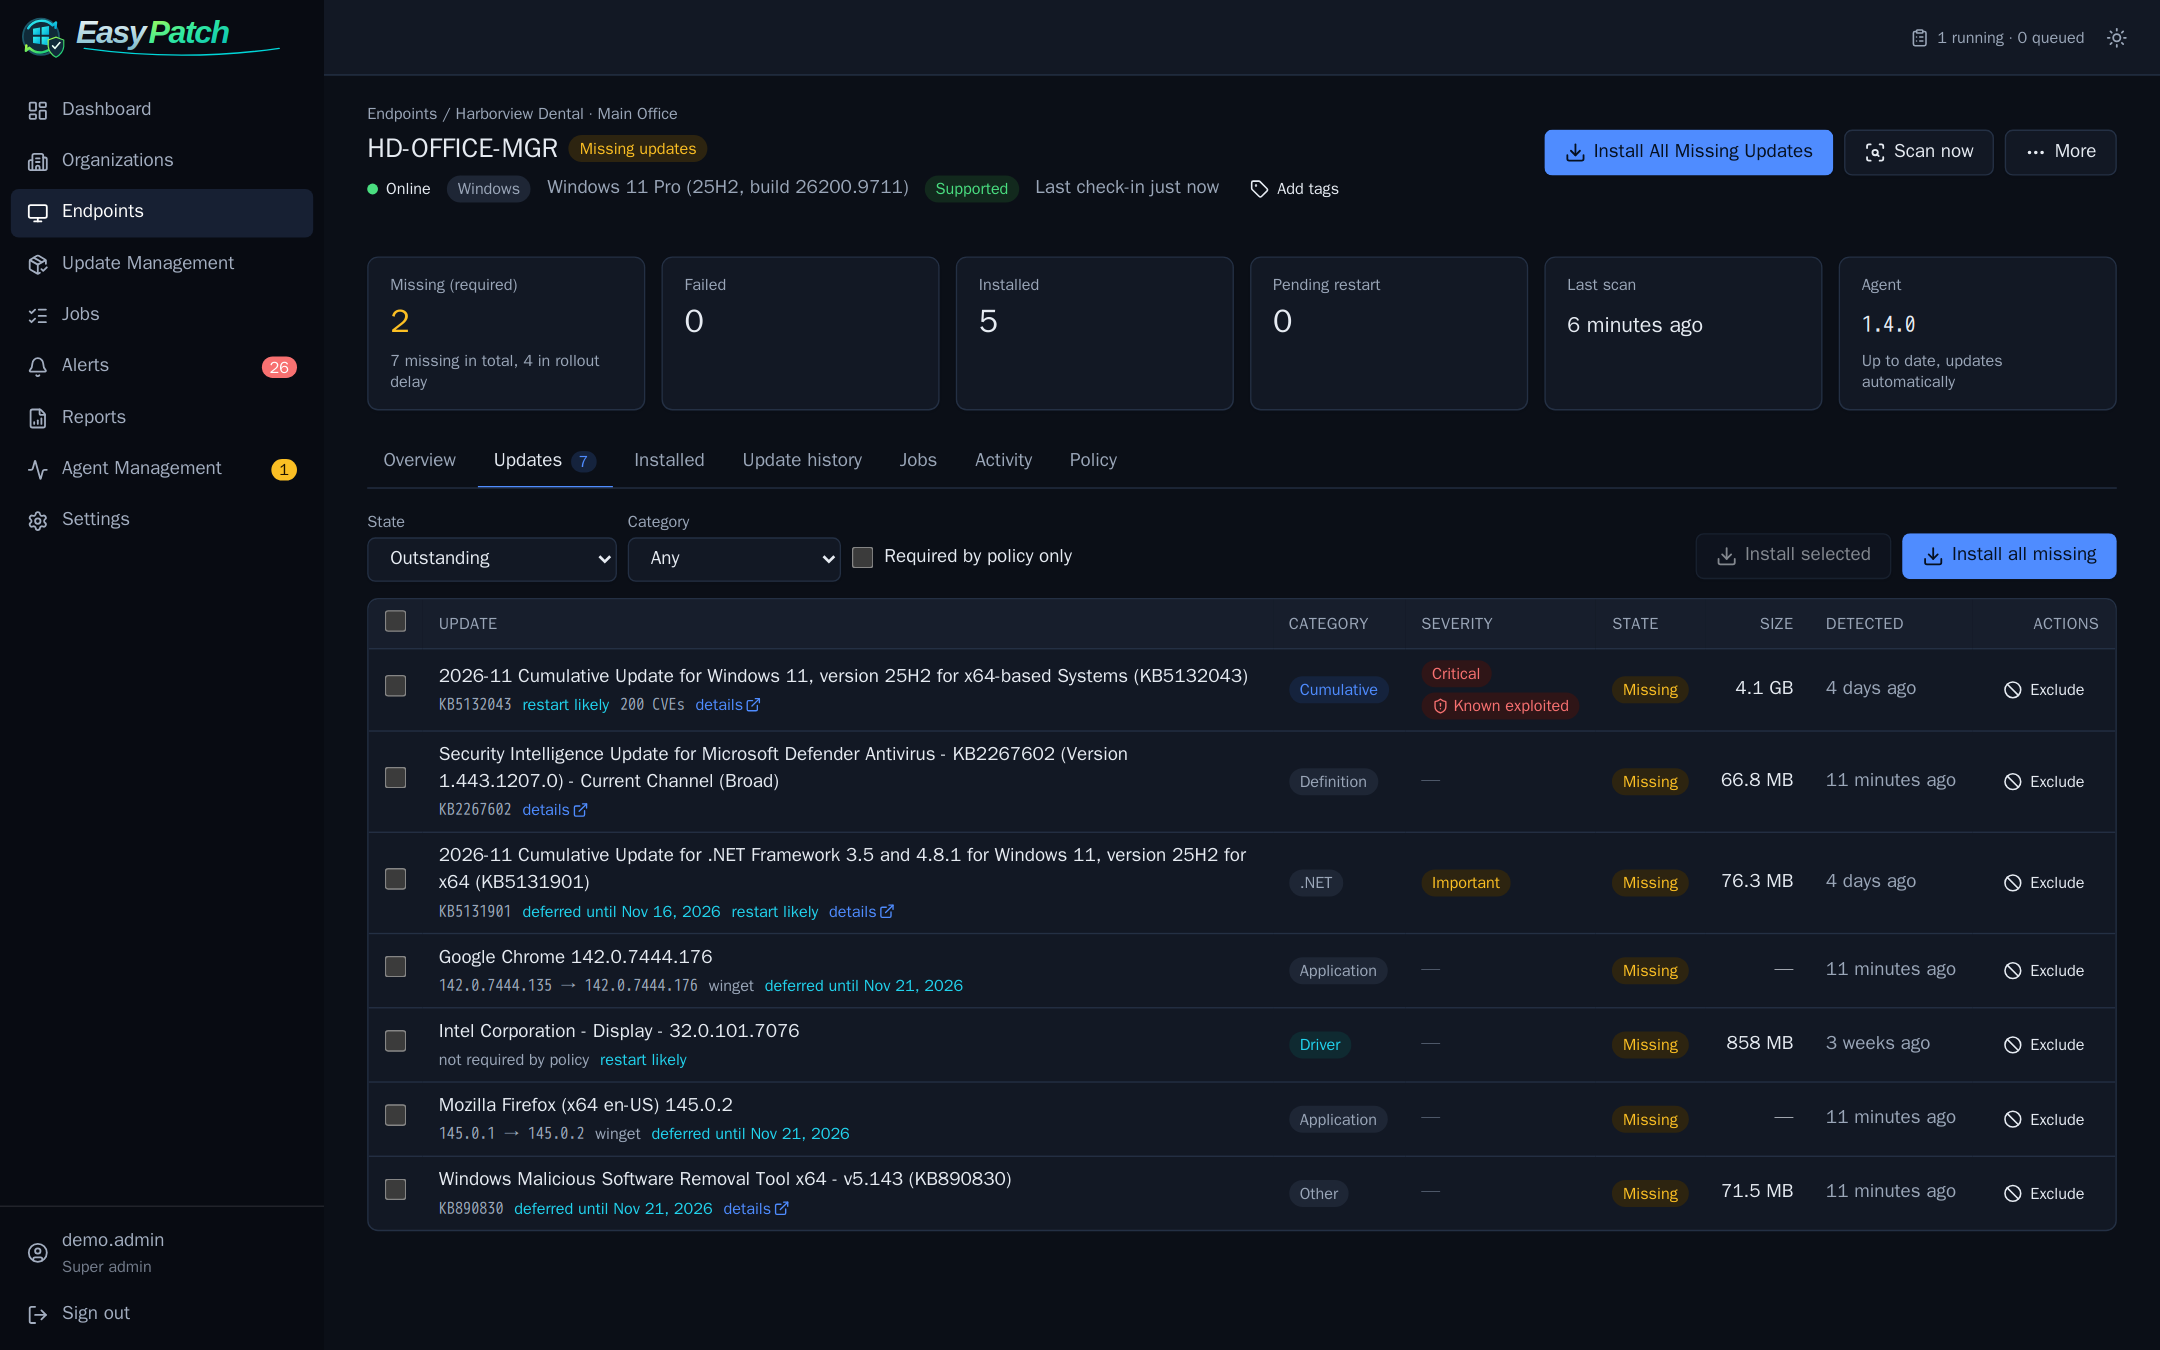 EasyPatch
1 running · 0 queued
Dashboard
Organizations
Endpoints
Update Management
Jobs
Alerts 26
Reports
Agent Management 1
Settings
demo.admin
Super admin
Sign out
Endpoints / Harborview Dental · Main Office
HD-OFFICE-MGR Missing updates
Online Windows Windows 11 Pro (25H2, build 26200.9711) Supported Last check-in just now Add tags
Install All Missing Updates Scan now More
Missing (required)
2
7 missing in total, 4 in rollout
delay
Failed
0
Installed
5
Pending restart
0
Last scan
6 minutes ago
Agent
1.4.0
Up to date, updates
automatically
Overview Updates 7 Installed Update history Jobs Activity Policy
State Category
Outstanding Any Required by policy only Install selected Install all missing
UPDATE CATEGORY SEVERITY STATE SIZE DETECTED ACTIONS
2026-11 Cumulative Update for Windows 11, version 25H2 for x64-based Systems (KB5132043)
KB5132043 restart likely 200 CVEs details
Cumulative
Critical
Known exploited
Missing 4.1 GB 4 days ago Exclude
Security Intelligence Update for Microsoft Defender Antivirus - KB2267602 (Version
1.443.1207.0) - Current Channel (Broad)
KB2267602 details
Definition — Missing 66.8 MB 11 minutes ago Exclude
2026-11 Cumulative Update for .NET Framework 3.5 and 4.8.1 for Windows 11, version 25H2 for
x64 (KB5131901)
KB5131901 deferred until Nov 16, 2026 restart likely details
.NET Important Missing 76.3 MB 4 days ago Exclude
Google Chrome 142.0.7444.176
142.0.7444.135 → 142.0.7444.176 winget deferred until Nov 21, 2026
Application — Missing — 11 minutes ago Exclude
Intel Corporation - Display - 32.0.101.7076
not required by policy restart likely
Driver — Missing 858 MB 3 weeks ago Exclude
Mozilla Firefox (x64 en-US) 145.0.2
145.0.1 → 145.0.2 winget deferred until Nov 21, 2026
Application — Missing — 11 minutes ago Exclude
Windows Malicious Software Removal Tool x64 - v5.143 (KB890830)
KB890830 deferred until Nov 21, 2026 details
Other — Missing 71.5 MB 11 minutes ago Exclude